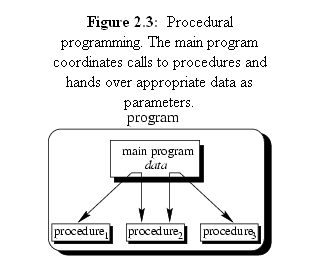 Figure 2.3: Procedural
programming. The main program
coordinates calls to procedures and
hands over appropriate data as
parameters.
program
main program
data
procedure1 procedure2 procedure3